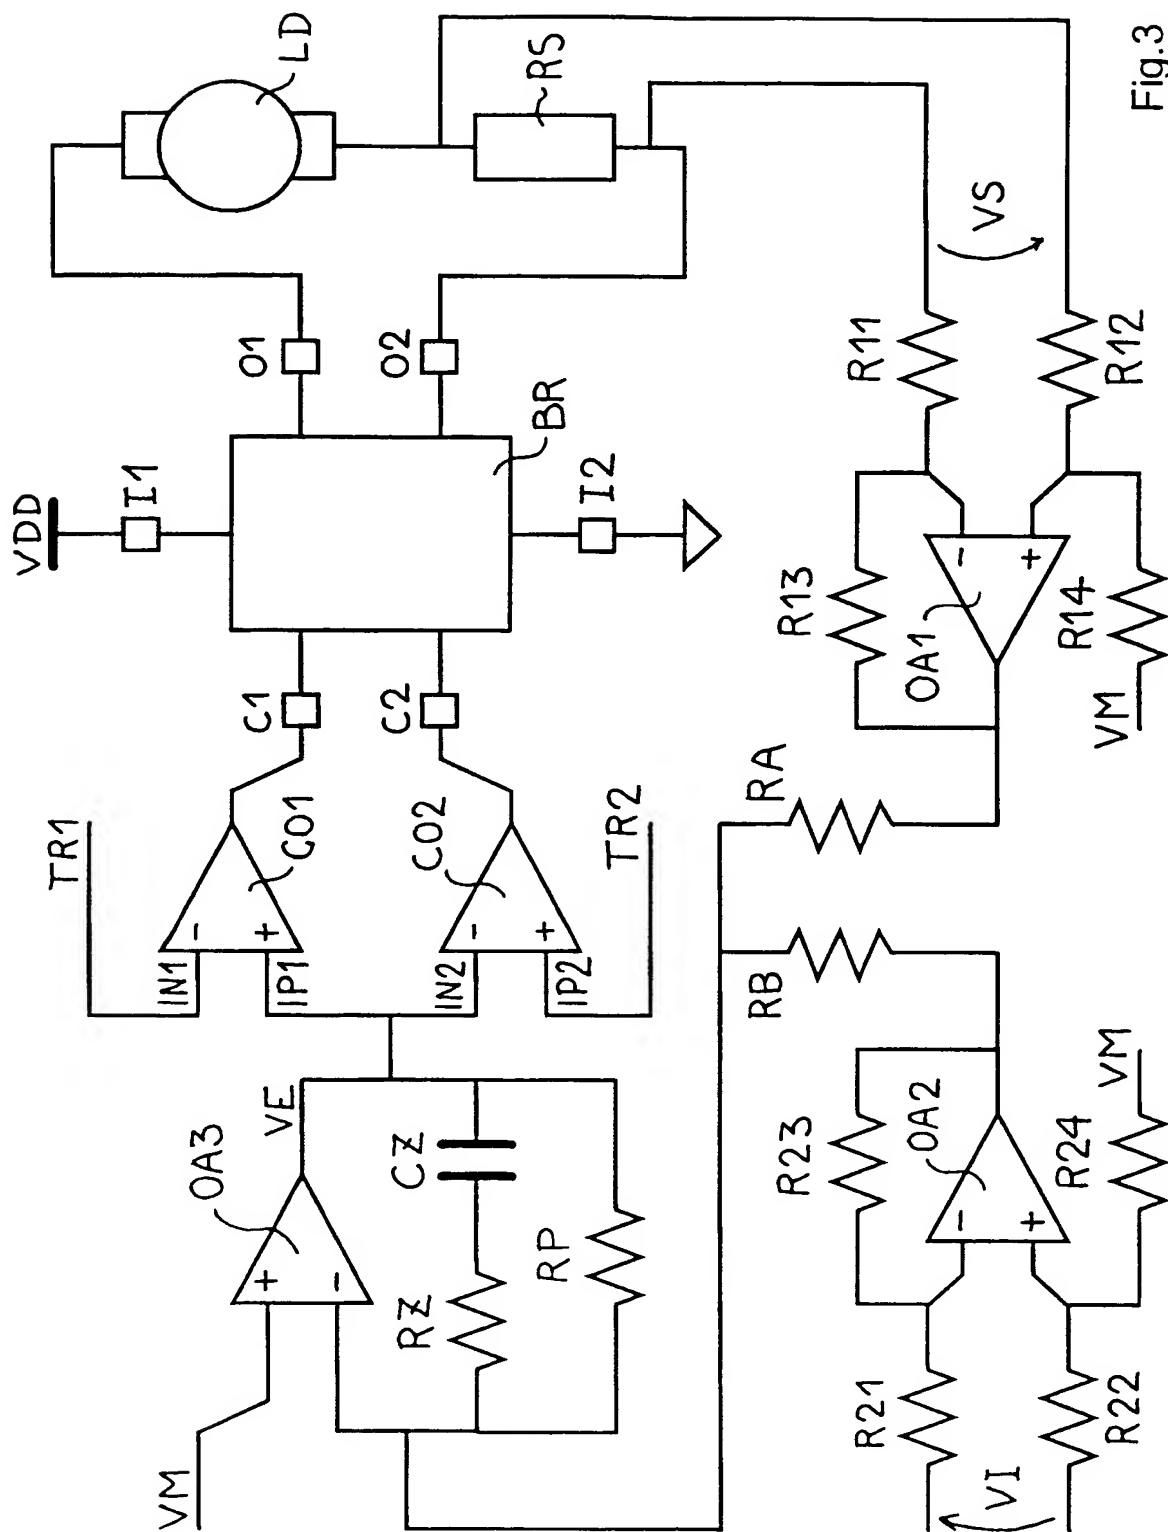 VDD
I1
O1
O2
LD
RS
BR
I2
C1
C2
TR1
CO1
IN1
IP1
CO2
IN2
IP2
TR2
VE
OA3
+
-
VM
CZ
RZ
RP
RA
RB
VS
R11
R12
R13
OA1
-
+
R14
VM
R23
OA2
-
+
R24
VM
R21
R22
VI
-
+
-
+
Fig.3